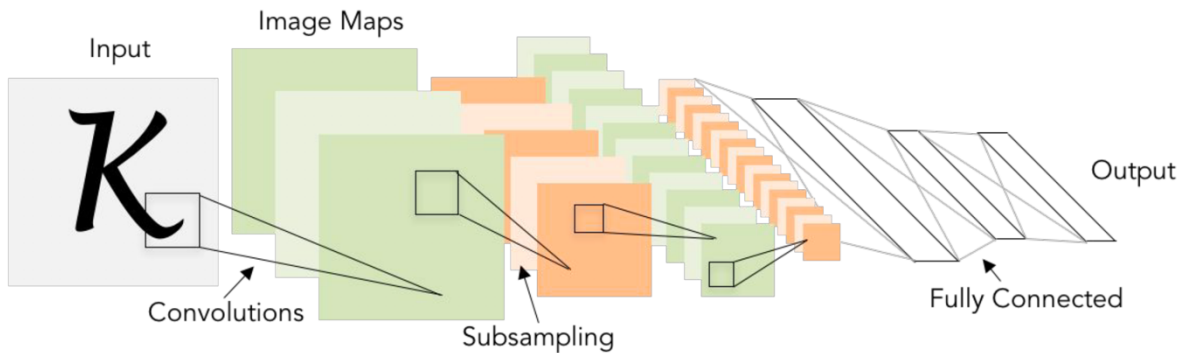 Input
Image Maps
K
Convolutions
Subsampling
Fully Connected
Output